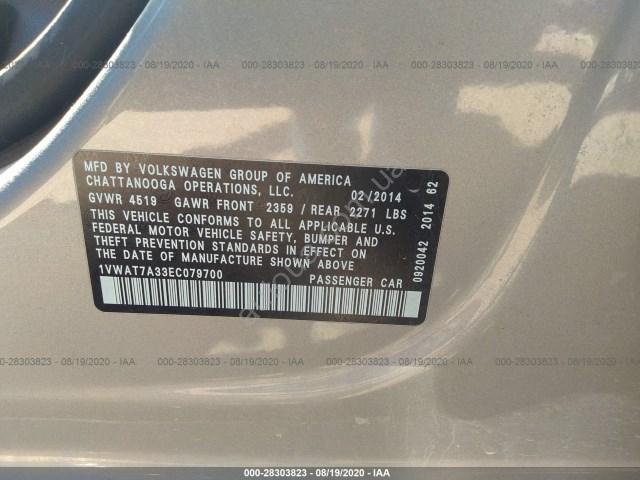 000-28303823 - 08/19/2020 - IAA
MFD BY VOLKSWAGEN GROUP OF AMERICA
CHATTANOOGA OPERATIONS, LLC. 02/2014
GVWR 4519 GAWR FRONT 2359 / REAR 2271 LBS
THIS VEHICLE CONFORMS TO ALL APPLICABLE U.S.
FEDERAL MOTOR VEHICLE SAFETY, BUMPER AND
THEFT PREVENTION STANDARDS IN EFFECT ON
THE DATE OF MANUFACTURE SHOWN ABOVE
1VWAT7A33EC079700 PASSENGER CAR
0920042 2014 62
000-28303823 - 08/19/2020 - IAA
000-28303823 - 08/19/2020 - IAA